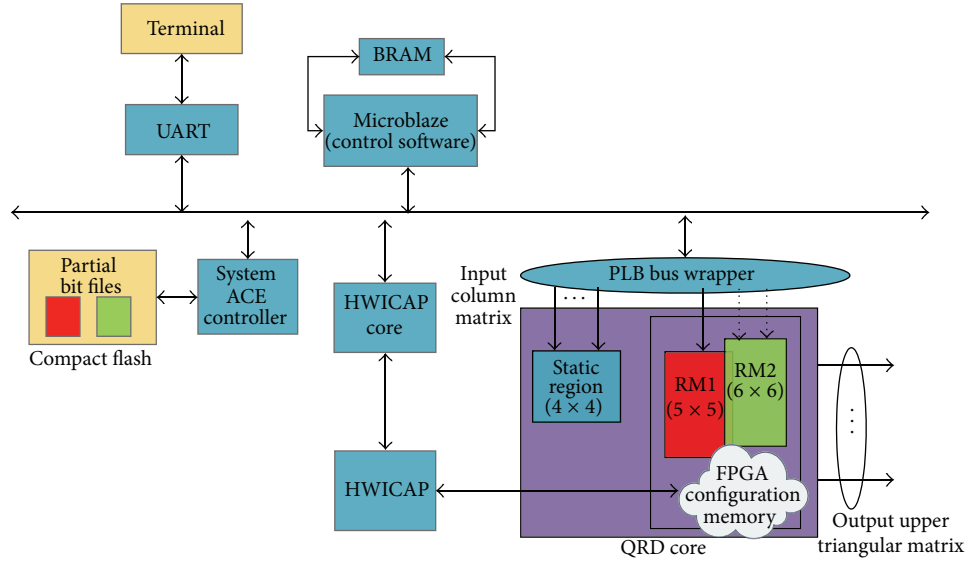 Terminal
BRAM
UART
Microblaze
(control software)
Partial
bit files
Compact flash
System
ACE
controller
HWICAP
core
Input
column
matrix
PLB bus wrapper
...
Static
region
(4 × 4)
RM1
(5 × 5)
RM2
(6 × 6)
HWICAP
FPGA
configuration
memory
QRD core
Output upper
triangular matrix